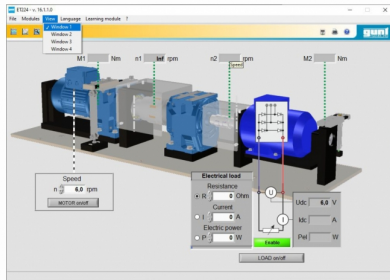 ET224 - v. 16.1.1.0
File Modules View Language Learning module ?
Window 1
Window 2
Window 3
Window 4
gunt
M1 Nm n1 Inf rpm n2 rpm M2 Nm
Speed
Speed
n 6,0 rpm
MOTOR on/off
Electrical load
Resistance
R 0 Ohm
Current
I 0 A
Electric power
P 0 W
U
I
Enable
Udc 6,0 V
Idc A
Pel W
LOAD on/off